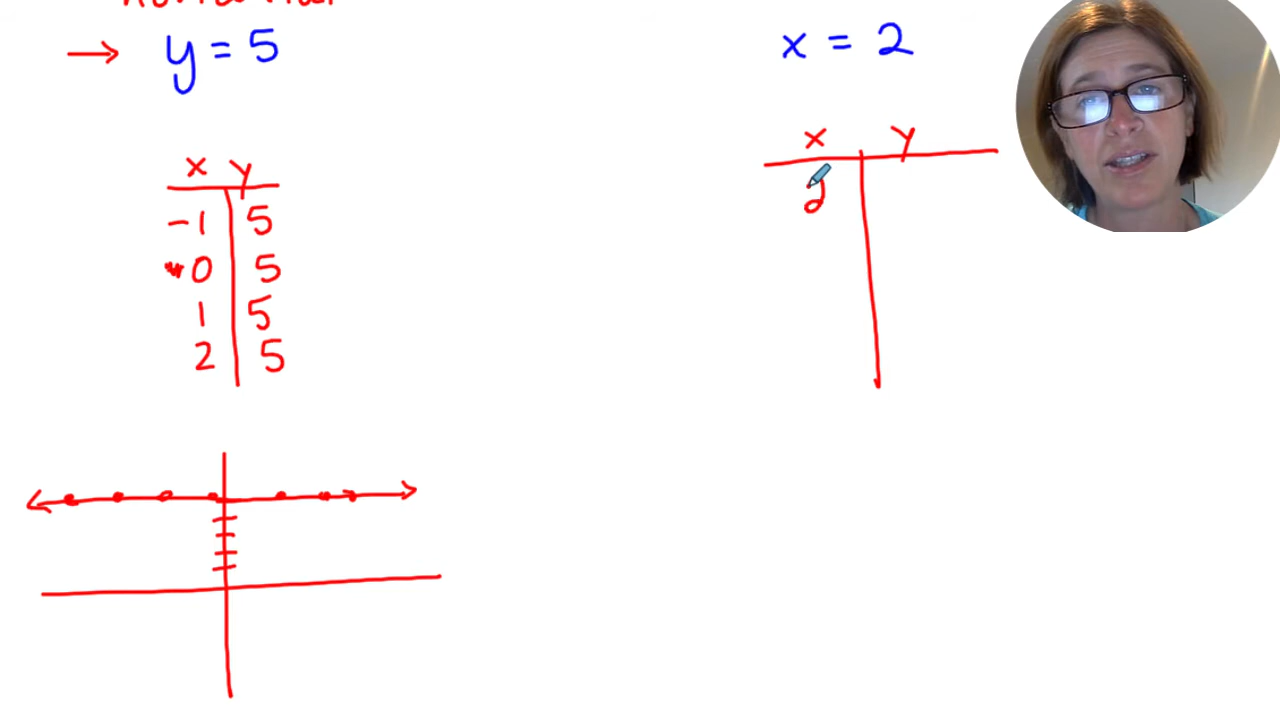 → y = 5
x y
-1 5
0 5
1 5
2 5
x = 2
x y
2